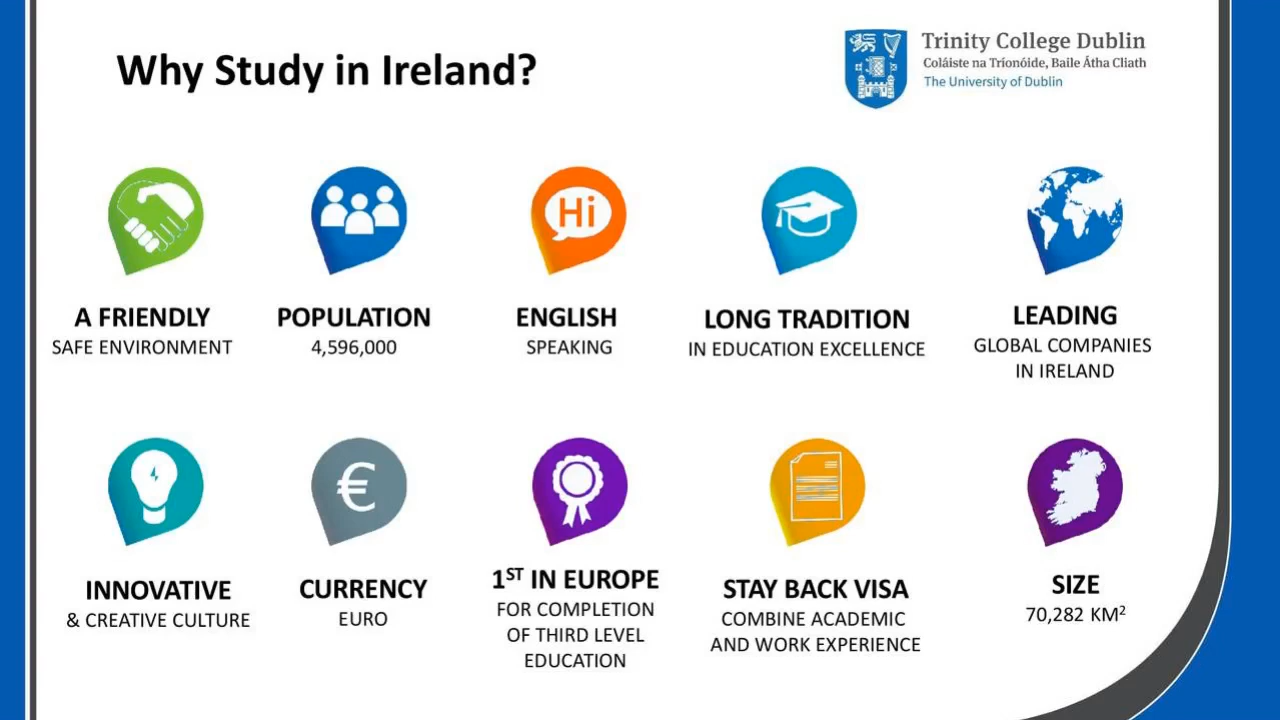 Why Study in Ireland?
Trinity College Dublin
Coláiste na Tríonóide, Baile Átha Cliath
The University of Dublin
Hi
A FRIENDLY
SAFE ENVIRONMENT
POPULATION
4,596,000
ENGLISH
SPEAKING
LONG TRADITION
IN EDUCATION EXCELLENCE
LEADING
GLOBAL COMPANIES
IN IRELAND
€
INNOVATIVE
& CREATIVE CULTURE
CURRENCY
EURO
1ST IN EUROPE
FOR COMPLETION
OF THIRD LEVEL
EDUCATION
STAY BACK VISA
COMBINE ACADEMIC
AND WORK EXPERIENCE
SIZE
70,282 KM²